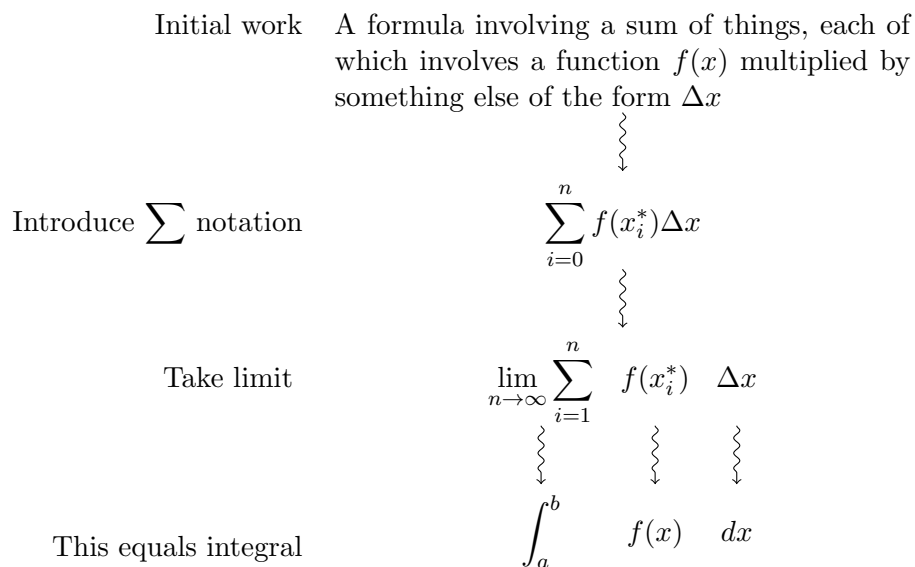 Initial work A formula involving a sum of things, each of
which involves a function f(x) multiplied by
something else of the form Δx
Introduce ∑ notation ∑_{i=0}^{n} f(x_i^*)Δx
Take limit lim_{n→∞} ∑_{i=1}^{n} f(x_i^*) Δx
This equals integral ∫_a^b f(x) dx